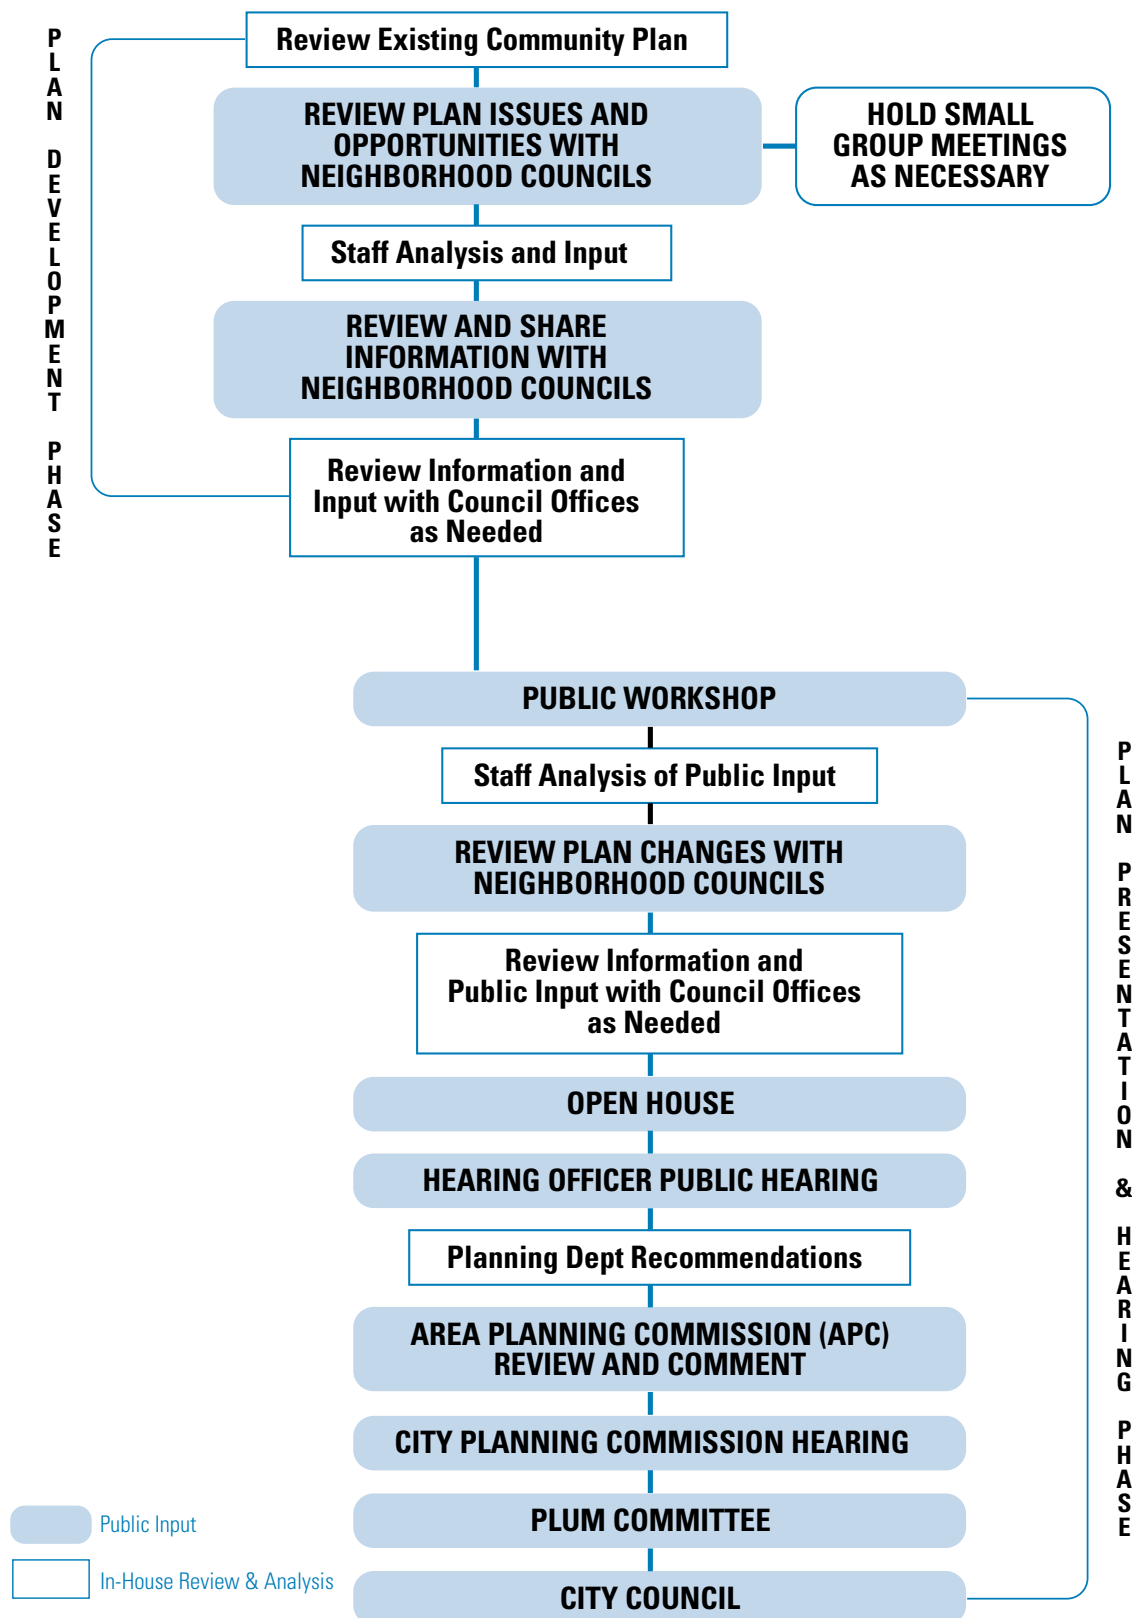 PLAN DEVELOPMENT PHASE
Review Existing Community Plan
REVIEW PLAN ISSUES AND
OPPORTUNITIES WITH
NEIGHBORHOOD COUNCILS
HOLD SMALL
GROUP MEETINGS
AS NECESSARY
Staff Analysis and Input
REVIEW AND SHARE
INFORMATION WITH
NEIGHBORHOOD COUNCILS
Review Information and
Input with Council Offices
as Needed
PLAN PRESENTATION & HEARING PHASE
PUBLIC WORKSHOP
Staff Analysis of Public Input
REVIEW PLAN CHANGES WITH
NEIGHBORHOOD COUNCILS
Review Information and
Public Input with Council Offices
as Needed
OPEN HOUSE
HEARING OFFICER PUBLIC HEARING
Planning Dept Recommendations
AREA PLANNING COMMISSION (APC)
REVIEW AND COMMENT
CITY PLANNING COMMISSION HEARING
PLUM COMMITTEE
CITY COUNCIL
Public Input
In-House Review & Analysis